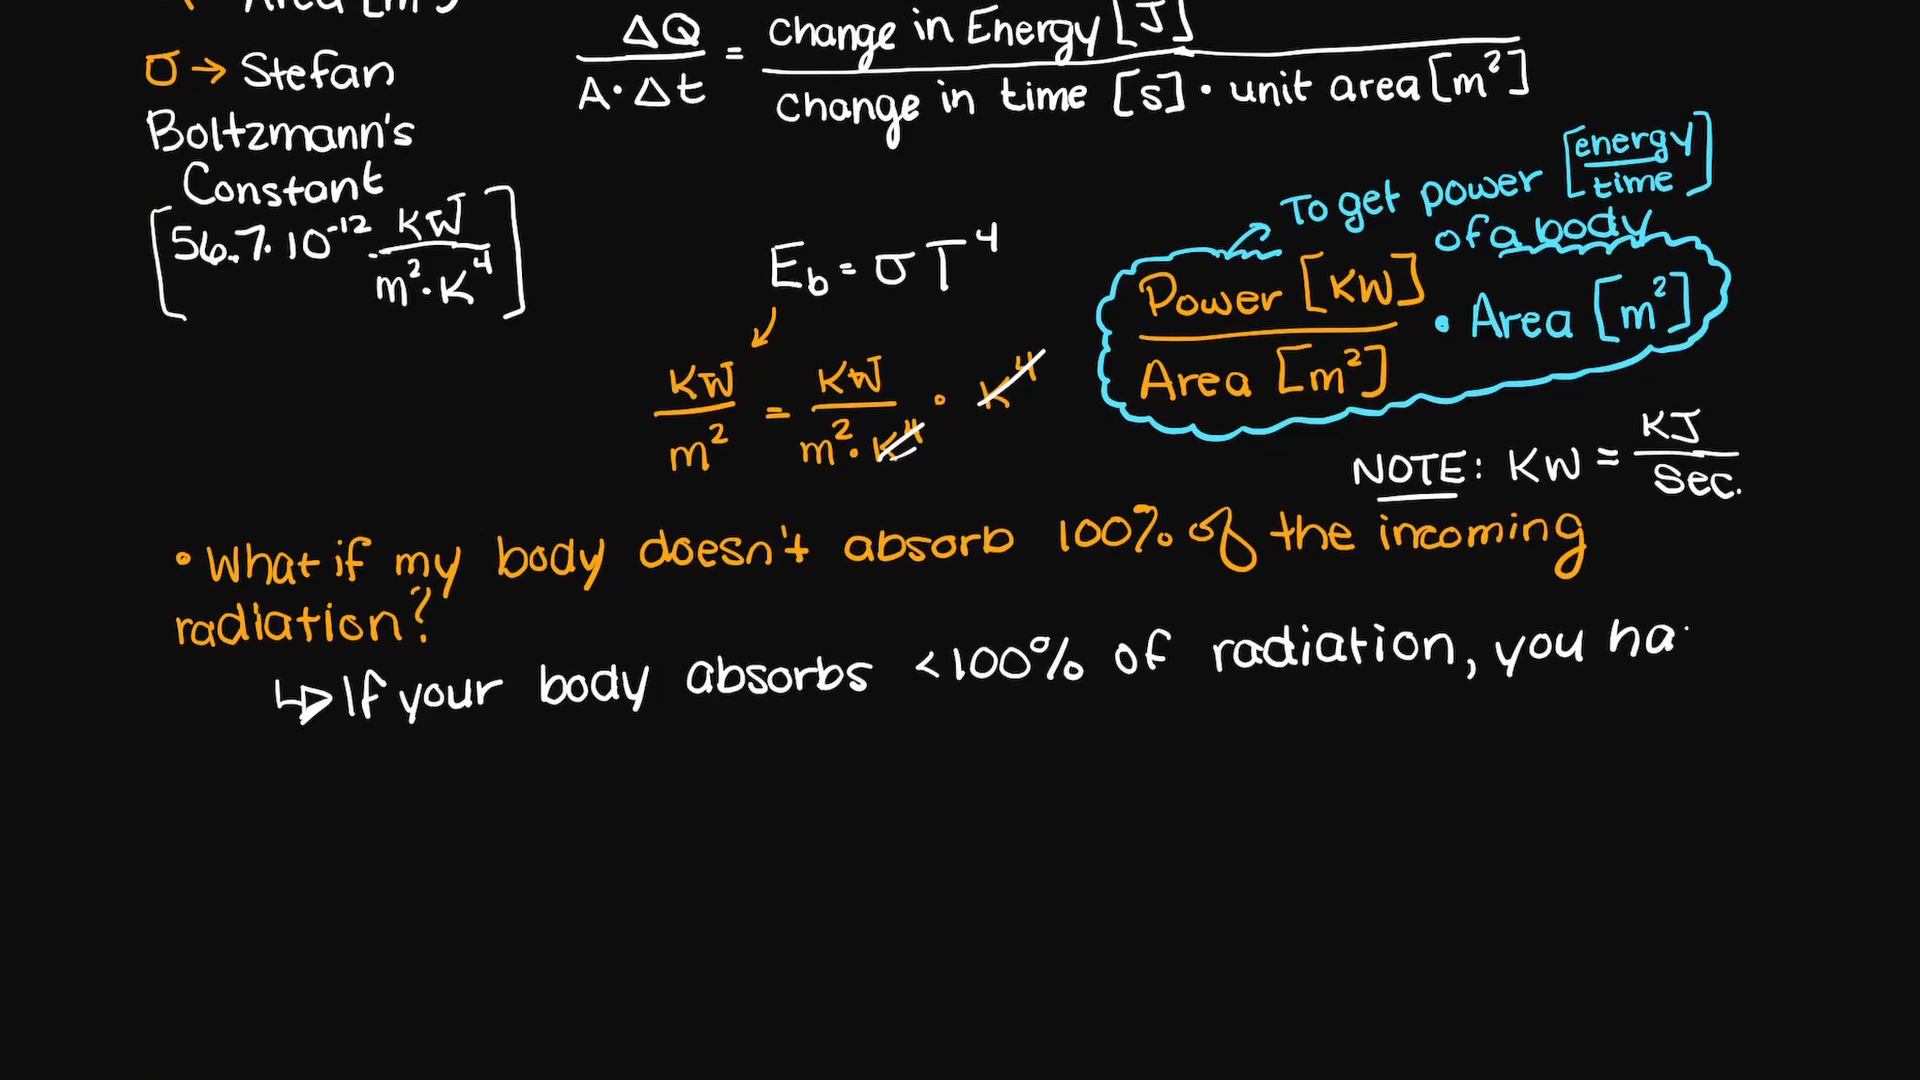 Area [m²]
σ → Stefan
Boltzmann's
Constant
[56.7 · 10⁻¹² · KW / m² · K⁴]
ΔQ / A · Δt = change in Energy [J] / change in time [s] · unit area [m²]
To get power [energy / time]
of a body
E_b = σT⁴
Power [KW] / Area [m²] · Area [m²]
KW / m² = KW / m² · K⁴ · K⁴
NOTE: KW = KJ / Sec.
• What if my body doesn't absorb 100% of the incoming
radiation?
↳ If your body absorbs <100% of radiation, you ha